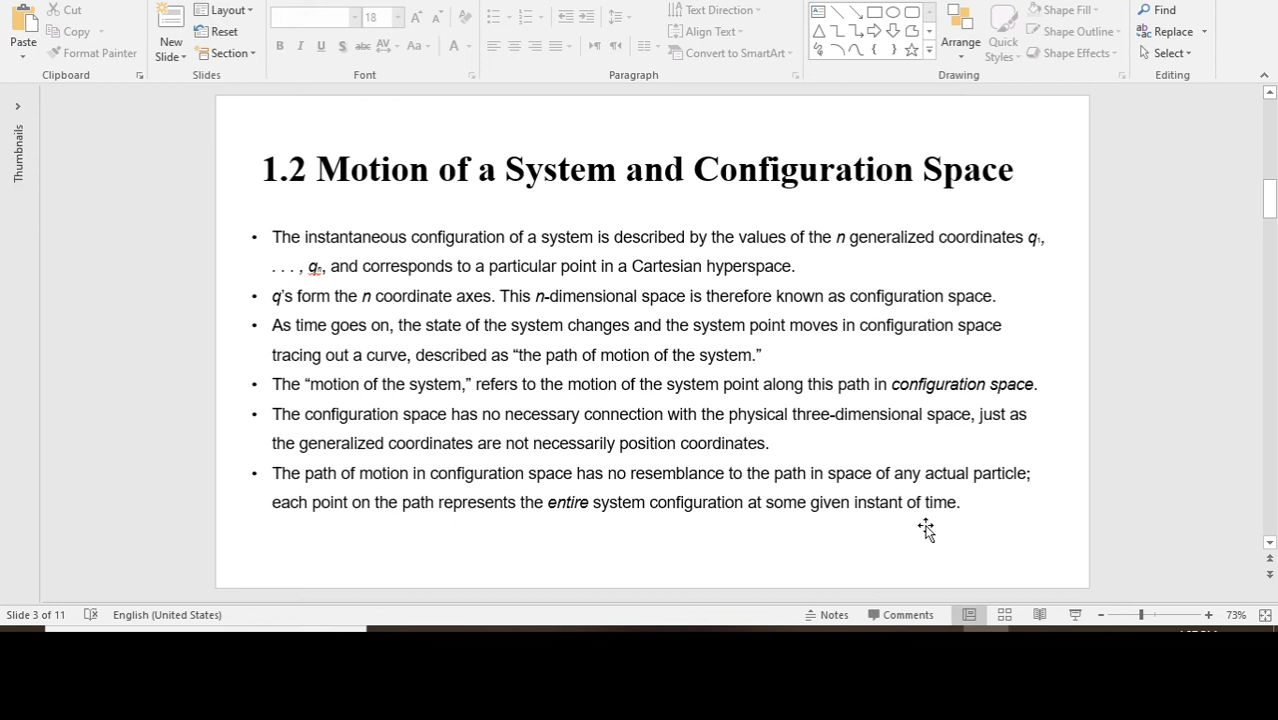 Cut
Copy
Format Painter
Paste
Clipboard
New
Slide
Layout
Reset
Section
Slides
18
B I U S abc AV Aa A
Font
Text Direction
Align Text
Convert to SmartArt
Paragraph
Arrange
Quick
Styles
Shape Fill
Shape Outline
Shape Effects
Drawing
Find
Replace
Select
Editing
Thumbnails
1.2 Motion of a System and Configuration Space
• The instantaneous configuration of a system is described by the values of the n generalized coordinates q₁,
. . . , qₙ, and corresponds to a particular point in a Cartesian hyperspace.
• q's form the n coordinate axes. This n-dimensional space is therefore known as configuration space.
• As time goes on, the state of the system changes and the system point moves in configuration space
tracing out a curve, described as “the path of motion of the system.”
• The “motion of the system,” refers to the motion of the system point along this path in configuration space.
• The configuration space has no necessary connection with the physical three-dimensional space, just as
the generalized coordinates are not necessarily position coordinates.
• The path of motion in configuration space has no resemblance to the path in space of any actual particle;
each point on the path represents the entire system configuration at some given instant of time.
Slide 3 of 11
English (United States)
Notes
Comments
73%